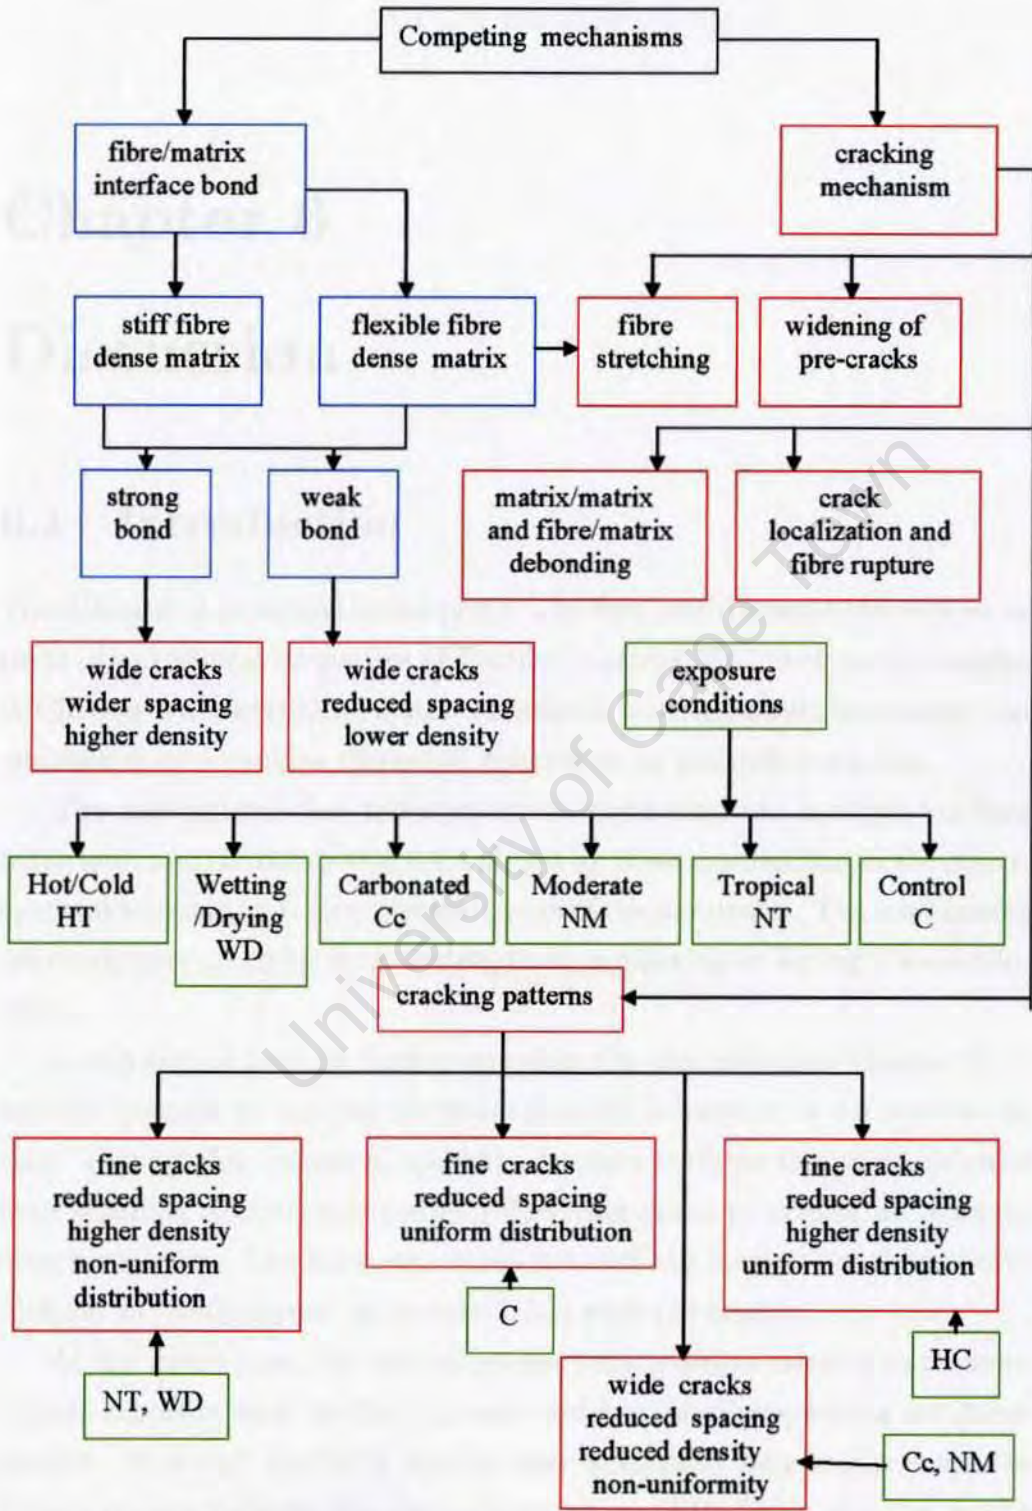 Competing mechanisms
fibre/matrix
interface bond
cracking
mechanism
stiff fibre
dense matrix
flexible fibre
dense matrix
fibre
stretching
widening of
pre-cracks
strong
bond
weak
bond
matrix/matrix
and fibre/matrix
debonding
crack
localization and
fibre rupture
wide cracks
wider spacing
higher density
wide cracks
reduced spacing
lower density
exposure
conditions
Hot/Cold
HT
Wetting
/Drying
WD
Carbonated
Cc
Moderate
NM
Tropical
NT
Control
C
cracking patterns
fine cracks
reduced spacing
higher density
non-uniform
distribution
fine cracks
reduced spacing
uniform distribution
fine cracks
reduced spacing
higher density
uniform distribution
NT, WD
C
HC
wide cracks
reduced spacing
reduced density
non-uniformity
Cc, NM
University of Cape Town